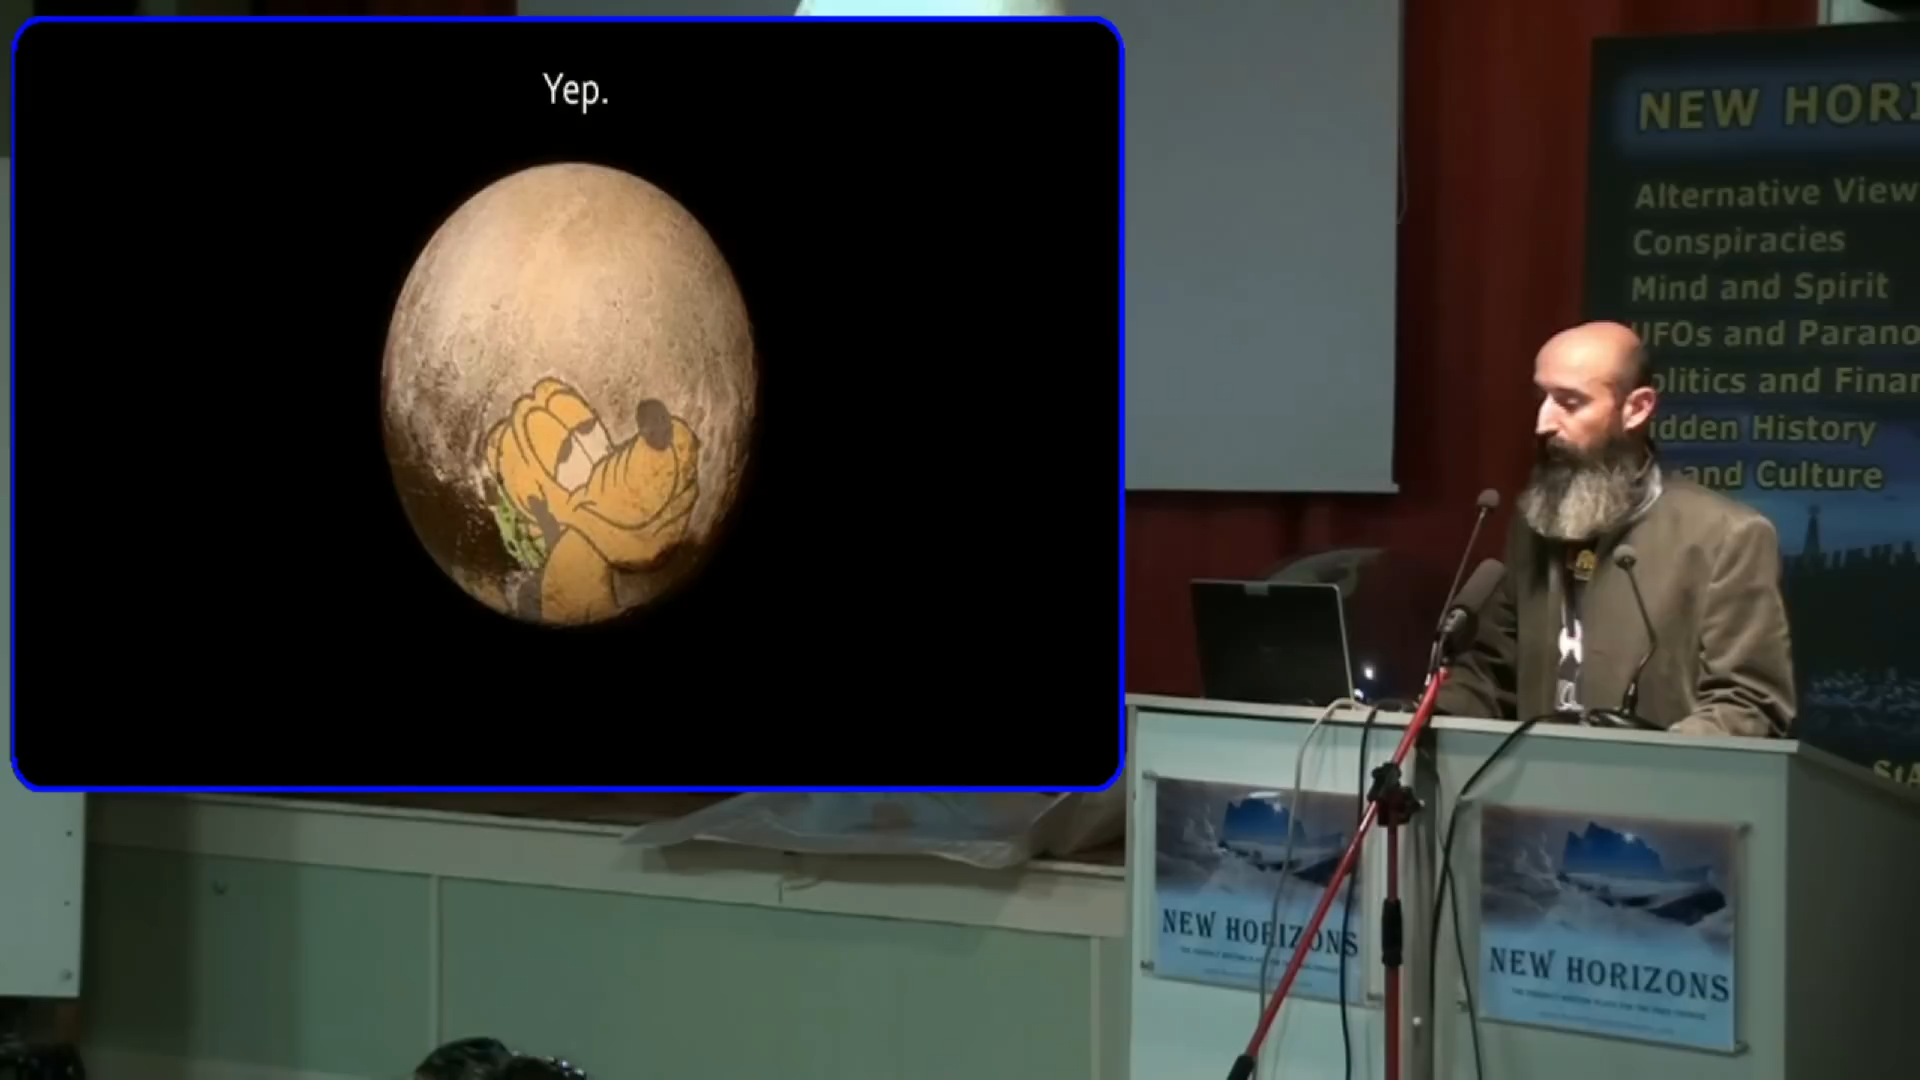 Yep.
NEW HORI
Alternative View
Conspiracies
Mind and Spirit
UFOs and Parano
olitics and Finan
idden History
and Culture
StA
NEW HORIZONS
NEW HORIZONS